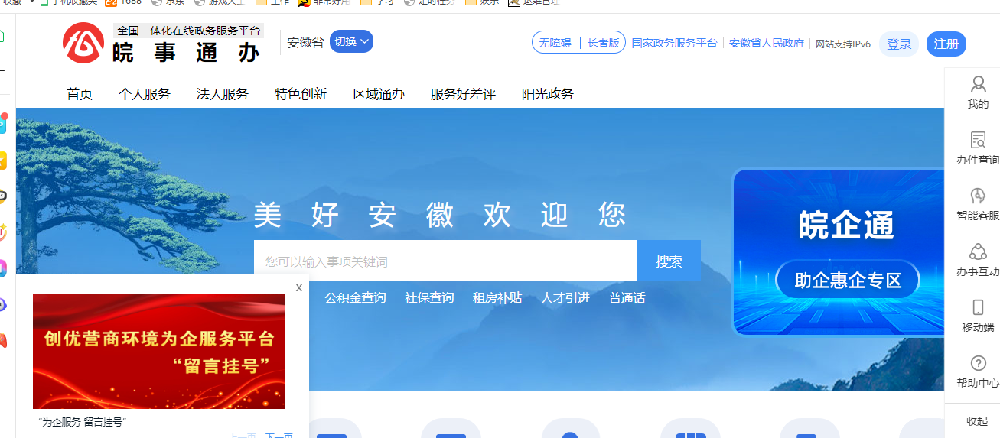 收藏 手机收藏夹 1688 京东 游戏大全 工作 非常好用 学习 定时任务 娱乐 运维管理
全国一体化在线政务服务平台
皖事通办
安徽省 切换
无障碍 | 长者版 国家政务服务平台 安徽省人民政府 网站支持IPv6 登录 注册
首页 个人服务 法人服务 特色创新 区域通办 服务好差评 阳光政务
我的
办件查询
智能客服
办事互动
移动端
帮助中心
收起
美好安徽欢迎您
您可以输入事项关键词 搜索
公积金查询 社保查询 租房补贴 人才引进 普通话
皖企通
助企惠企专区
x
创优营商环境为企服务平台
“留言挂号”
“为企服务 留言挂号”
上一页 下一页